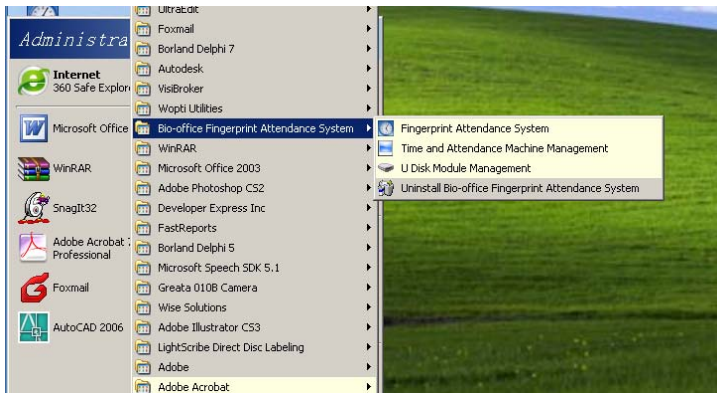 Administra
Internet
360 Safe Explor
Microsoft Office
WinRAR
SnagIt32
Adobe Acrobat 7
Professional
Foxmail
AutoCAD 2006
UltraEdit
Foxmail
Borland Delphi 7
Autodesk
VisiBroker
Wopti Utilities
Bio-office Fingerprint Attendance System
WinRAR
Microsoft Office 2003
Adobe Photoshop CS2
Developer Express Inc
FastReports
Borland Delphi 5
Microsoft Speech SDK 5.1
Greata 010B Camera
Wise Solutions
Adobe Illustrator CS3
LightScribe Direct Disc Labeling
Adobe
Adobe Acrobat
Fingerprint Attendance System
Time and Attendance Machine Management
U Disk Module Management
Uninstall Bio-office Fingerprint Attendance System